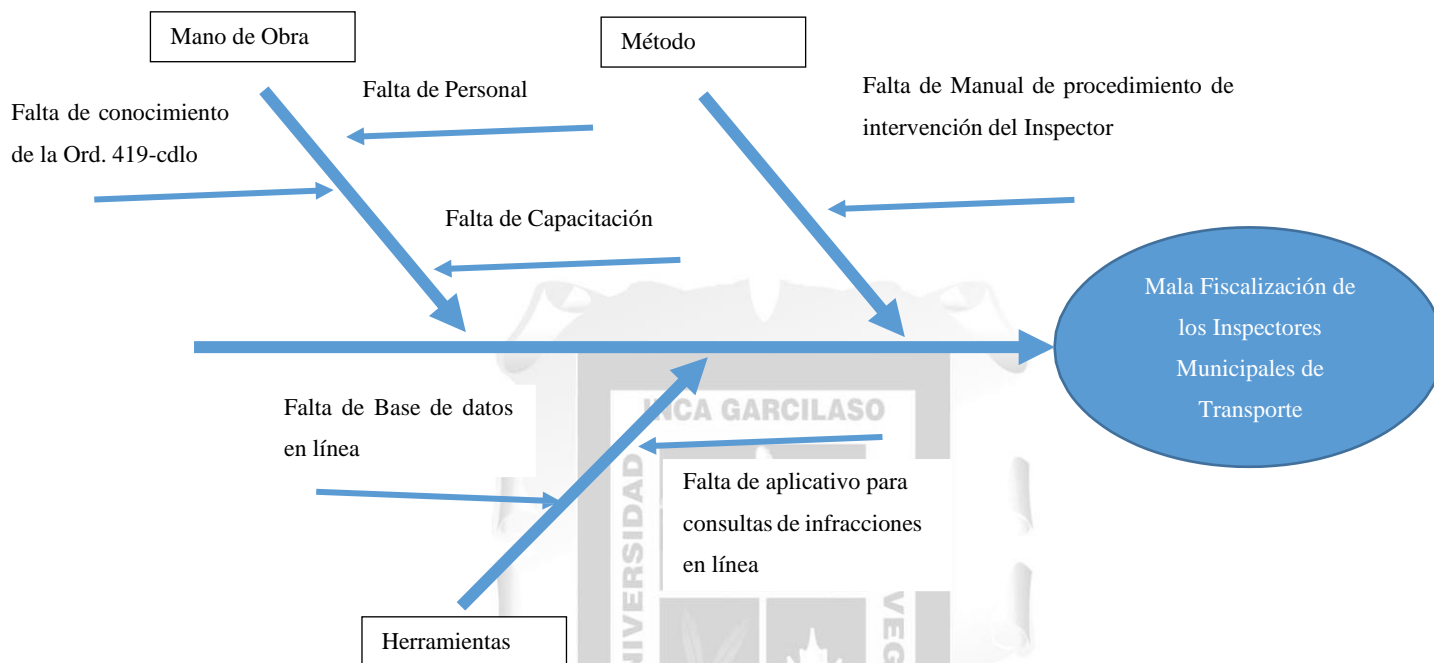 Mano de Obra
Método
Falta de Personal
Falta de Manual de procedimiento de
intervención del Inspector
Falta de conocimiento
de la Ord. 419-cdlo
Falta de Capacitación
Mala Fiscalización de
los Inspectores
Municipales de
Transporte
Falta de Base de datos
en línea
INCA GARCILASO
Falta de aplicativo para
consultas de infracciones
en línea
Herramientas